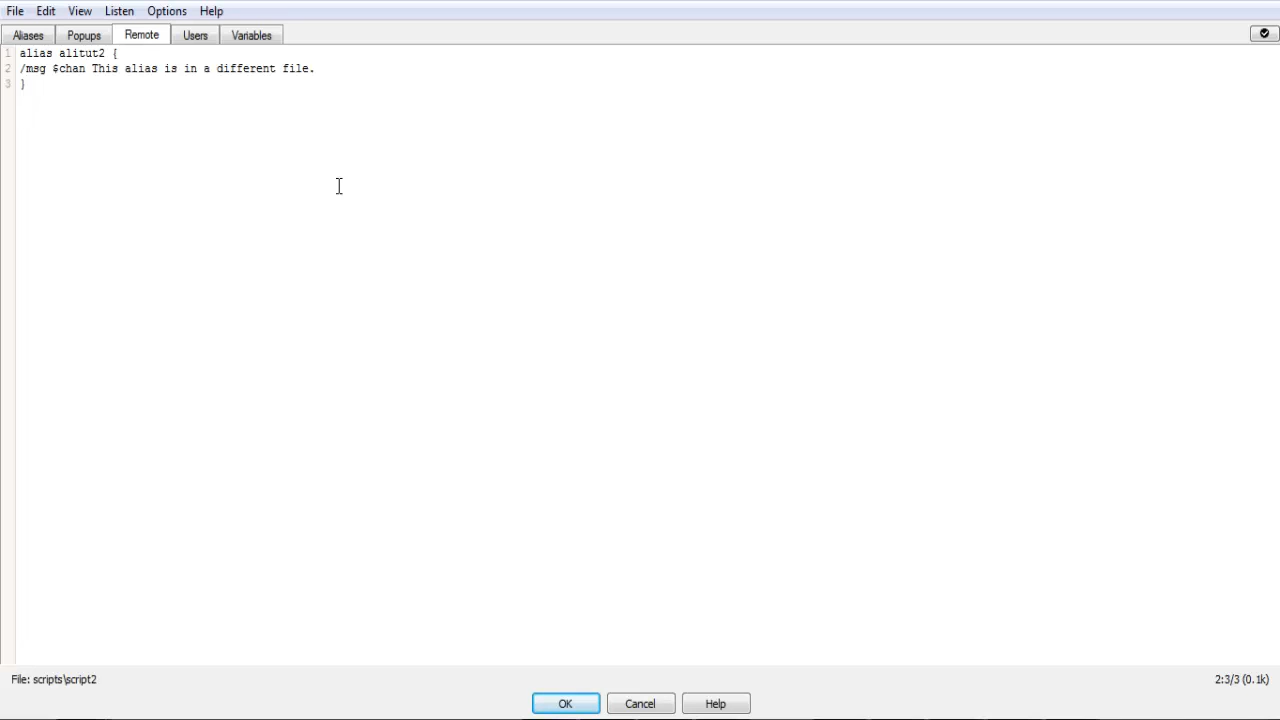 File Edit View Listen Options Help
Aliases Popups Remote Users Variables
1 alias alitut2 {
2 /msg $chan This alias is in a different file.
3 }
File: scripts\script2 2:3/3 (0.1k)
OK Cancel Help